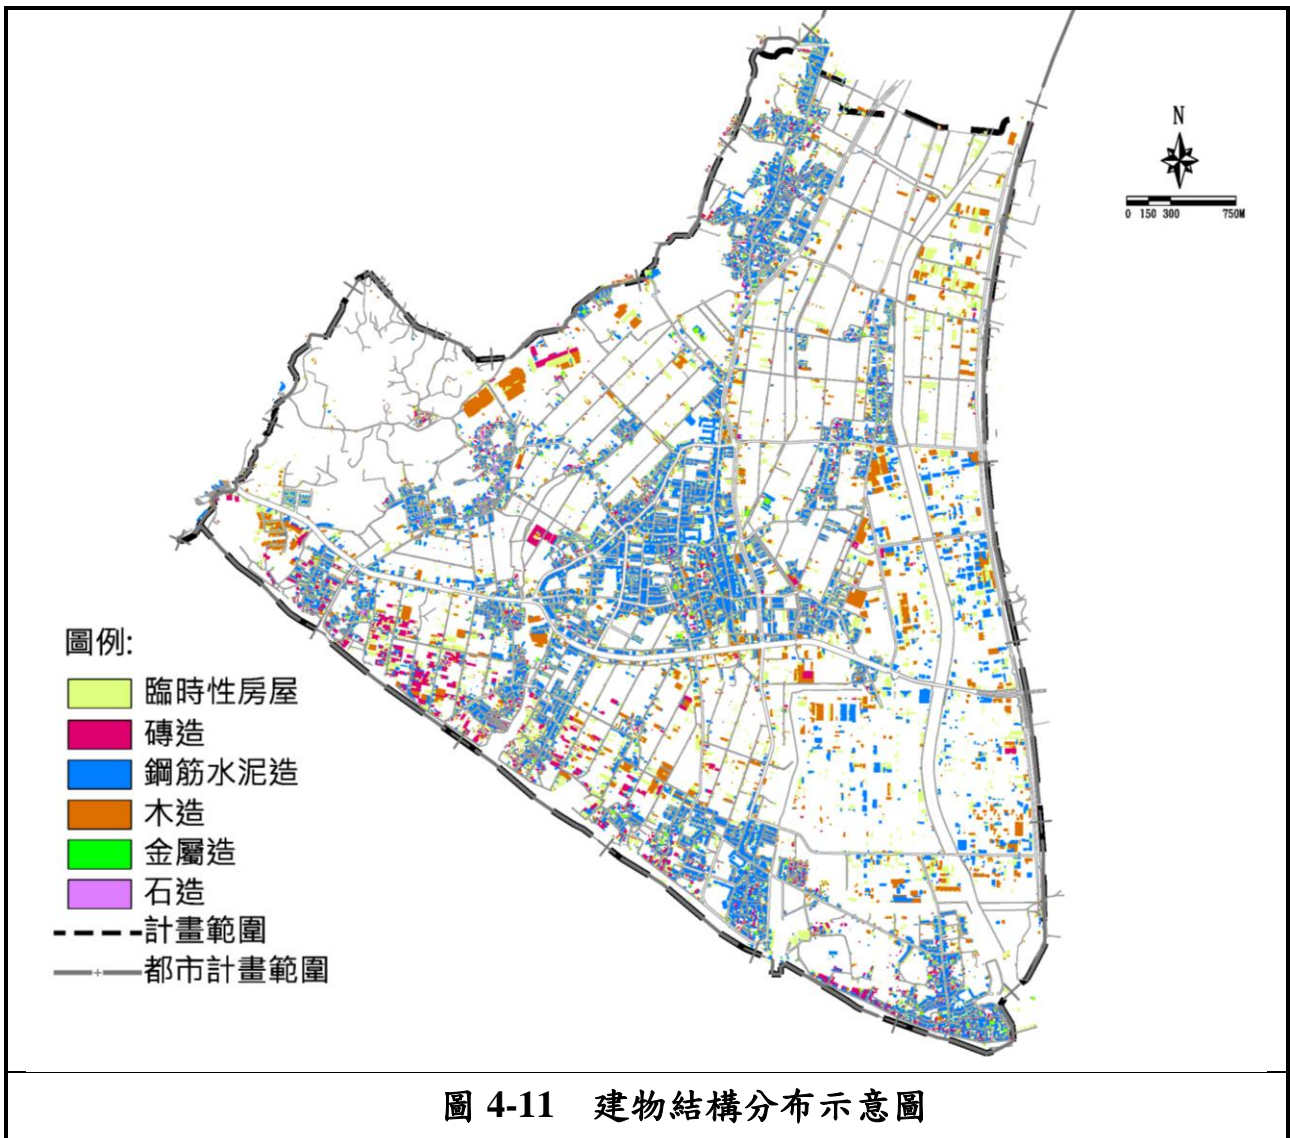 N
0 150 300 750M
圖例:
臨時性房屋
磚造
鋼筋水泥造
木造
金屬造
石造
計畫範圍
都市計畫範圍
圖 4-11 建物結構分布示意圖